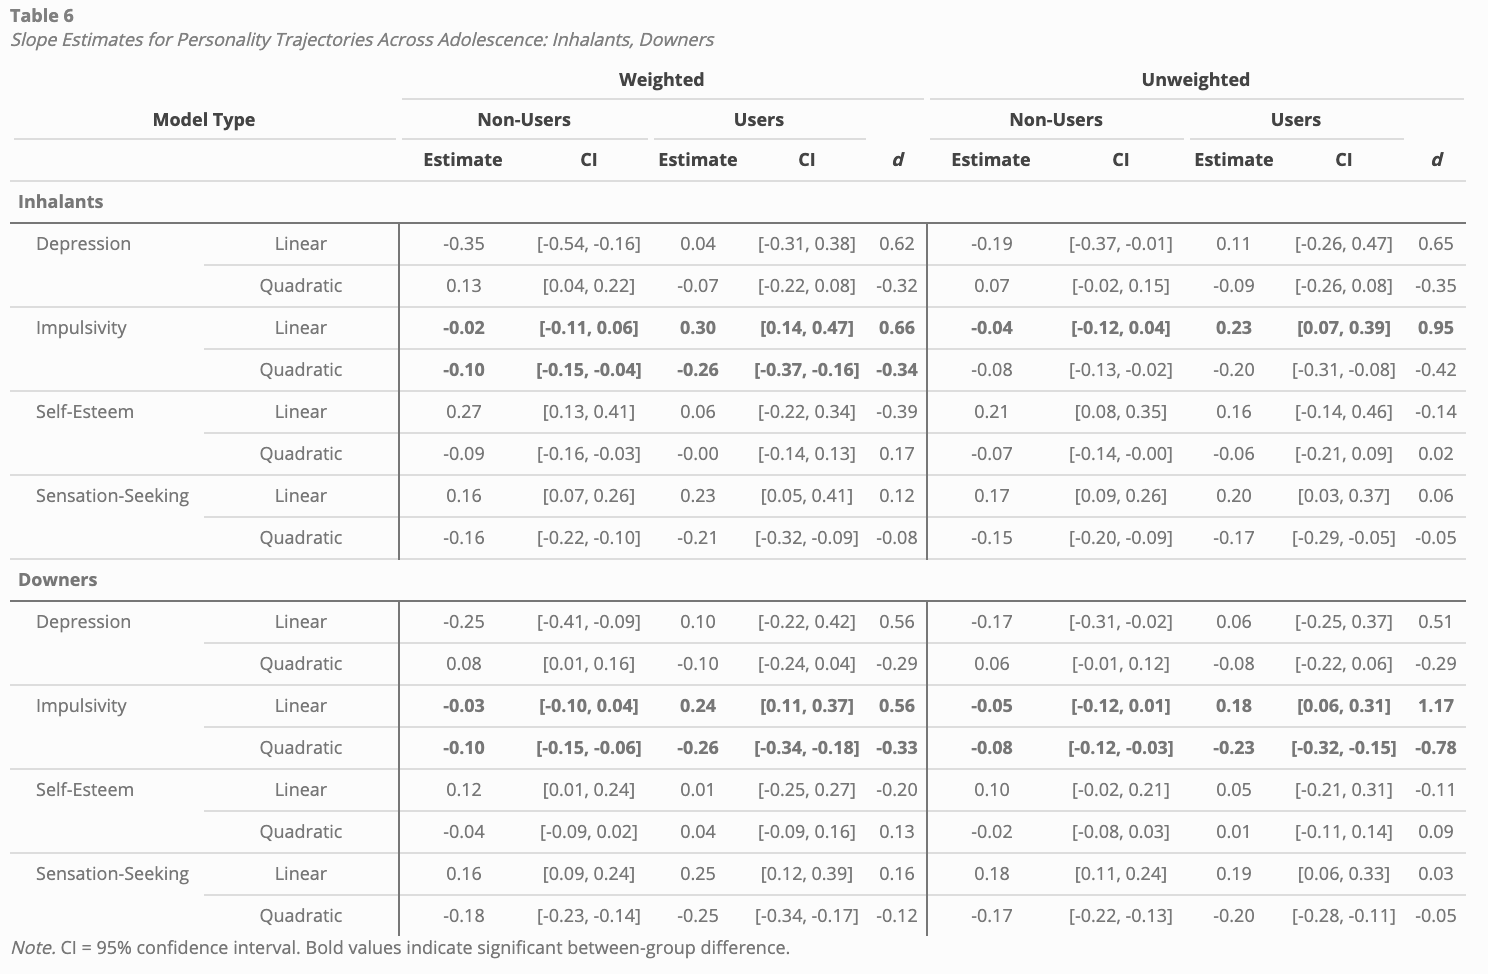 Table 6
Slope Estimates for Personality Trajectories Across Adolescence: Inhalants, Downers
Weighted Unweighted
Model Type Non-Users Users Non-Users Users
Estimate CI Estimate CI d Estimate CI Estimate CI d
Inhalants
Depression Linear -0.35 [-0.54, -0.16] 0.04 [-0.31, 0.38] 0.62 -0.19 [-0.37, -0.01] 0.11 [-0.26, 0.47] 0.65
Quadratic 0.13 [0.04, 0.22] -0.07 [-0.22, 0.08] -0.32 0.07 [-0.02, 0.15] -0.09 [-0.26, 0.08] -0.35
Impulsivity Linear -0.02 [-0.11, 0.06] 0.30 [0.14, 0.47] 0.66 -0.04 [-0.12, 0.04] 0.23 [0.07, 0.39] 0.95
Quadratic -0.10 [-0.15, -0.04] -0.26 [-0.37, -0.16] -0.34 -0.08 [-0.13, -0.02] -0.20 [-0.31, -0.08] -0.42
Self-Esteem Linear 0.27 [0.13, 0.41] 0.06 [-0.22, 0.34] -0.39 0.21 [0.08, 0.35] 0.16 [-0.14, 0.46] -0.14
Quadratic -0.09 [-0.16, -0.03] -0.00 [-0.14, 0.13] 0.17 -0.07 [-0.14, -0.00] -0.06 [-0.21, 0.09] 0.02
Sensation-Seeking Linear 0.16 [0.07, 0.26] 0.23 [0.05, 0.41] 0.12 0.17 [0.09, 0.26] 0.20 [0.03, 0.37] 0.06
Quadratic -0.16 [-0.22, -0.10] -0.21 [-0.32, -0.09] -0.08 -0.15 [-0.20, -0.09] -0.17 [-0.29, -0.05] -0.05
Downers
Depression Linear -0.25 [-0.41, -0.09] 0.10 [-0.22, 0.42] 0.56 -0.17 [-0.31, -0.02] 0.06 [-0.25, 0.37] 0.51
Quadratic 0.08 [0.01, 0.16] -0.10 [-0.24, 0.04] -0.29 0.06 [-0.01, 0.12] -0.08 [-0.22, 0.06] -0.29
Impulsivity Linear -0.03 [-0.10, 0.04] 0.24 [0.11, 0.37] 0.56 -0.05 [-0.12, 0.01] 0.18 [0.06, 0.31] 1.17
Quadratic -0.10 [-0.15, -0.06] -0.26 [-0.34, -0.18] -0.33 -0.08 [-0.12, -0.03] -0.23 [-0.32, -0.15] -0.78
Self-Esteem Linear 0.12 [0.01, 0.24] 0.01 [-0.25, 0.27] -0.20 0.10 [-0.02, 0.21] 0.05 [-0.21, 0.31] -0.11
Quadratic -0.04 [-0.09, 0.02] 0.04 [-0.09, 0.16] 0.13 -0.02 [-0.08, 0.03] 0.01 [-0.11, 0.14] 0.09
Sensation-Seeking Linear 0.16 [0.09, 0.24] 0.25 [0.12, 0.39] 0.16 0.18 [0.11, 0.24] 0.19 [0.06, 0.33] 0.03
Quadratic -0.18 [-0.23, -0.14] -0.25 [-0.34, -0.17] -0.12 -0.17 [-0.22, -0.13] -0.20 [-0.28, -0.11] -0.05
Note. CI = 95% confidence interval. Bold values indicate significant between-group difference.